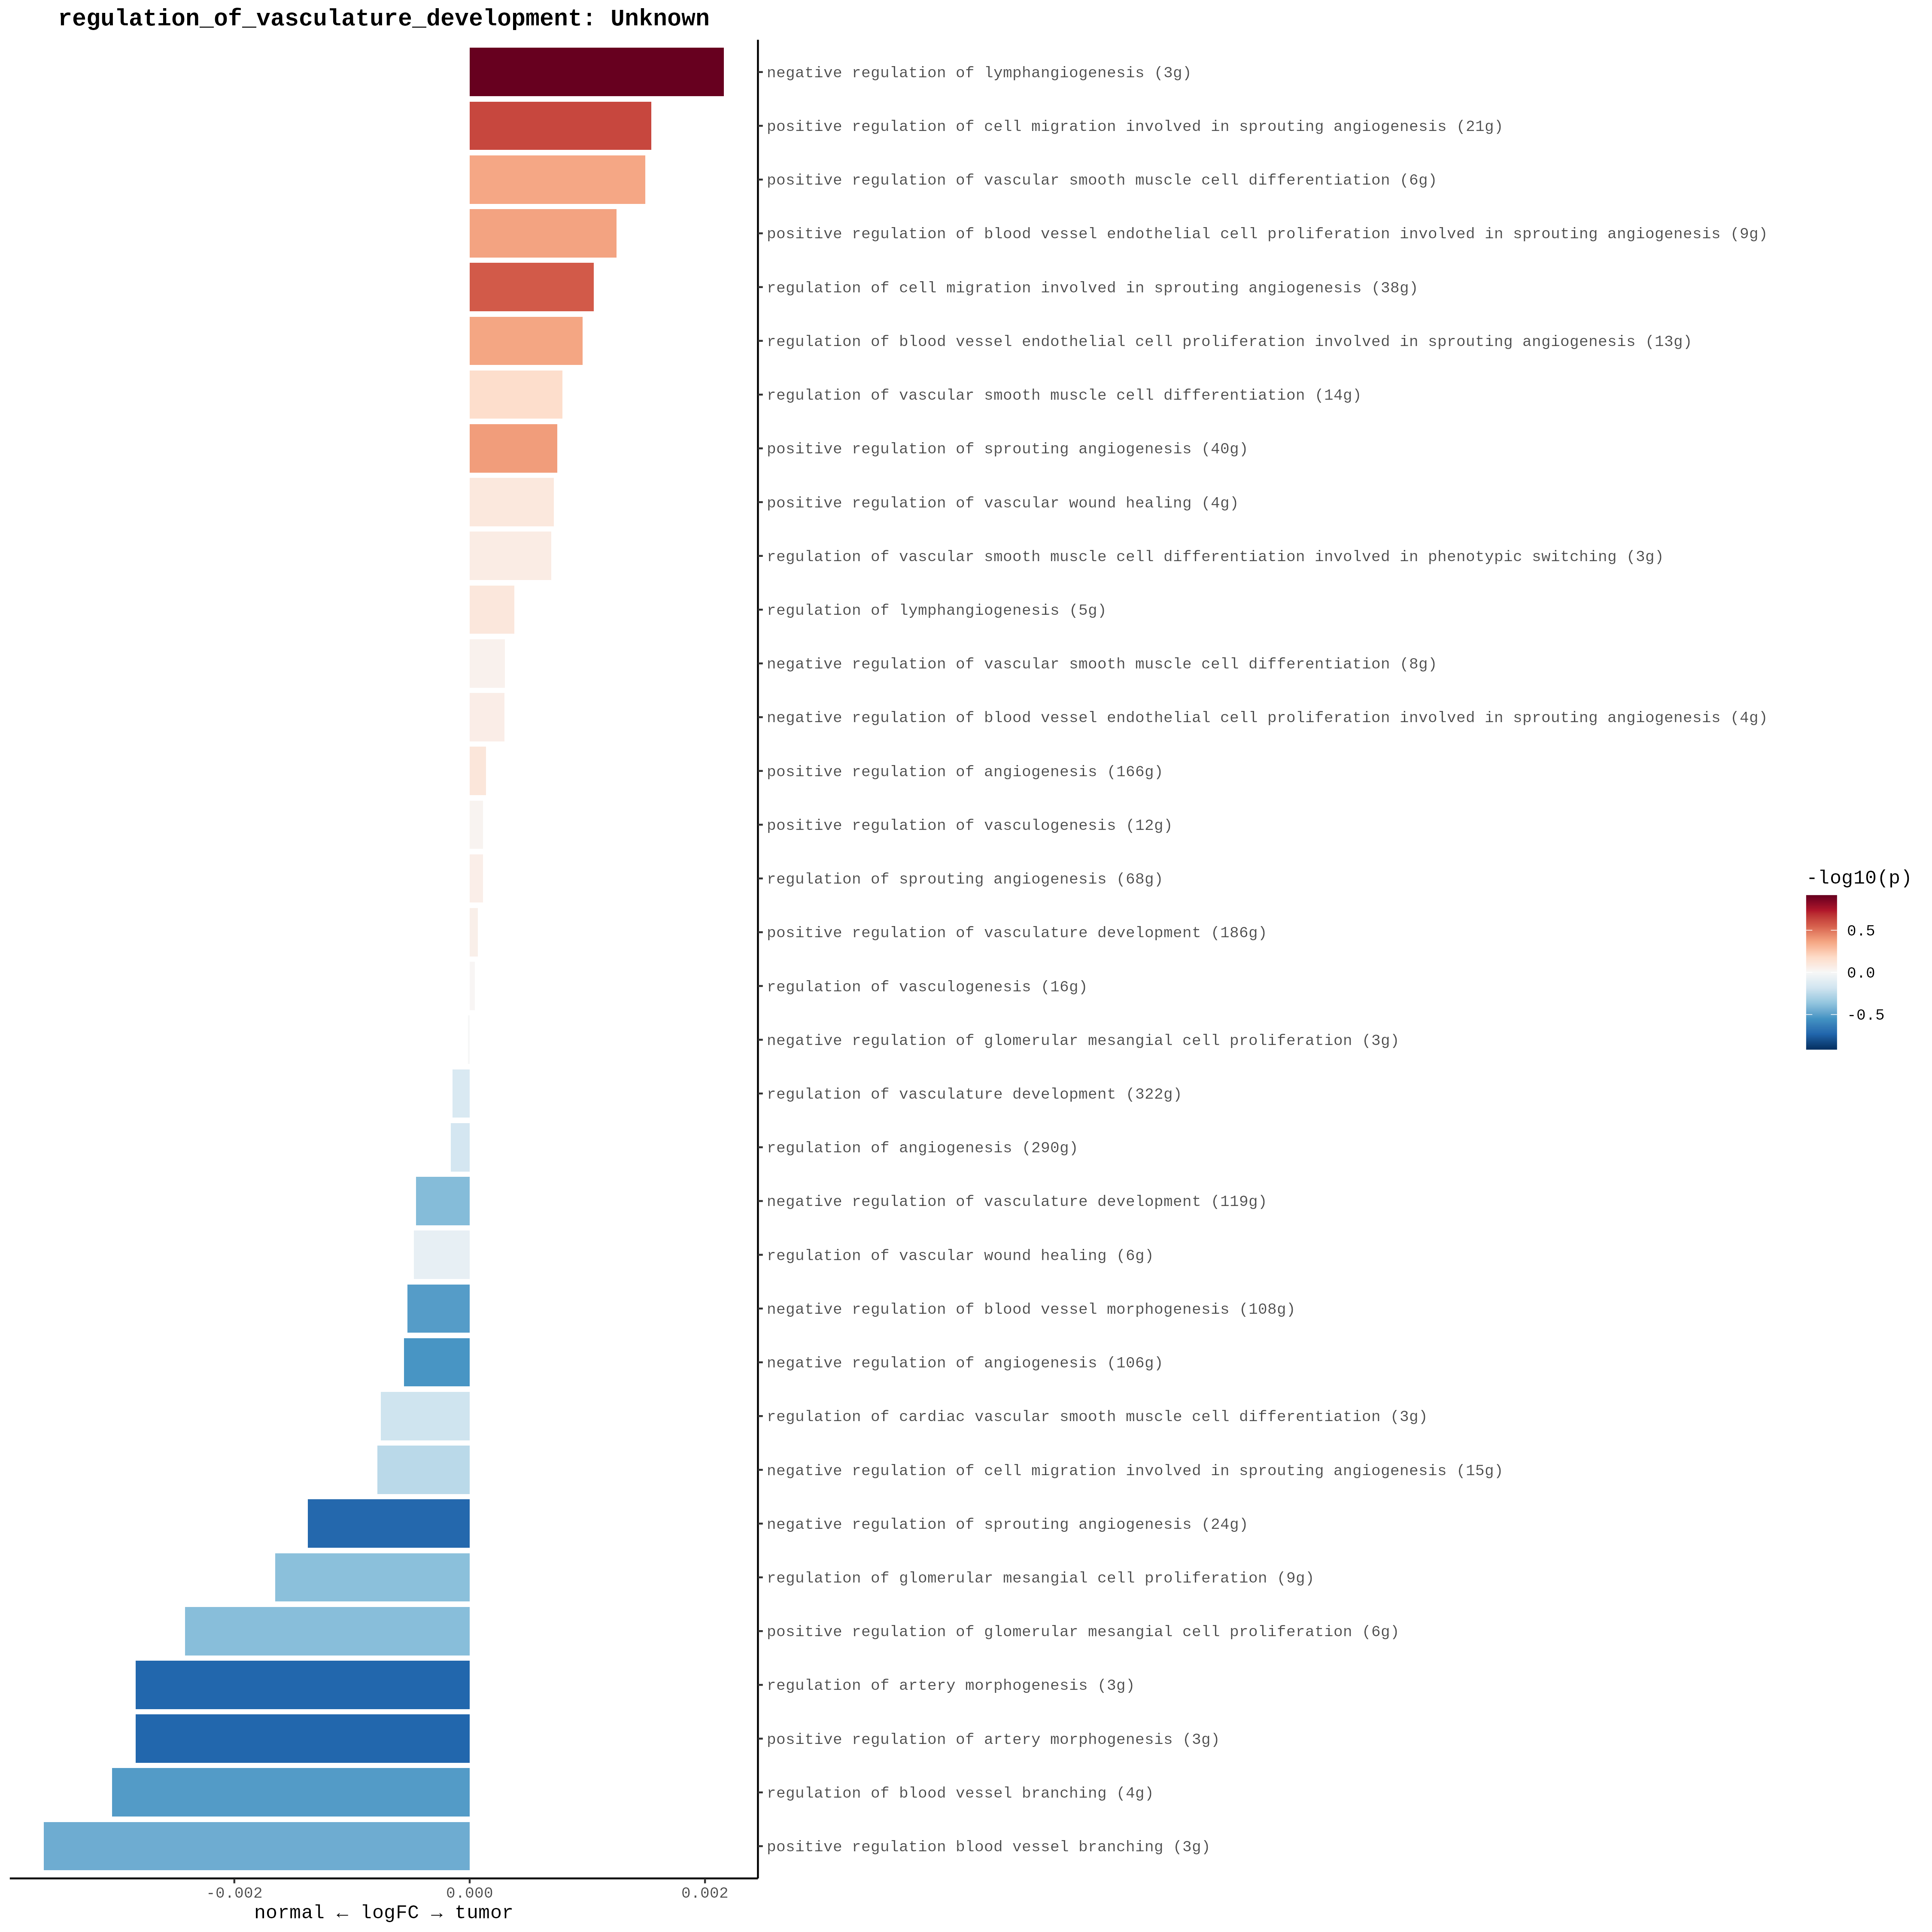 regulation_of_vasculature_development: Unknown
negative regulation of lymphangiogenesis (3g)
positive regulation of cell migration involved in sprouting angiogenesis (21g)
positive regulation of vascular smooth muscle cell differentiation (6g)
positive regulation of blood vessel endothelial cell proliferation involved in sprouting angiogenesis (9g)
regulation of cell migration involved in sprouting angiogenesis (38g)
regulation of blood vessel endothelial cell proliferation involved in sprouting angiogenesis (13g)
regulation of vascular smooth muscle cell differentiation (14g)
positive regulation of sprouting angiogenesis (40g)
positive regulation of vascular wound healing (4g)
regulation of vascular smooth muscle cell differentiation involved in phenotypic switching (3g)
regulation of lymphangiogenesis (5g)
negative regulation of vascular smooth muscle cell differentiation (8g)
negative regulation of blood vessel endothelial cell proliferation involved in sprouting angiogenesis (4g)
positive regulation of angiogenesis (166g)
positive regulation of vasculogenesis (12g)
regulation of sprouting angiogenesis (68g)
positive regulation of vasculature development (186g)
regulation of vasculogenesis (16g)
negative regulation of glomerular mesangial cell proliferation (3g)
regulation of vasculature development (322g)
regulation of angiogenesis (290g)
negative regulation of vasculature development (119g)
regulation of vascular wound healing (6g)
negative regulation of blood vessel morphogenesis (108g)
negative regulation of angiogenesis (106g)
regulation of cardiac vascular smooth muscle cell differentiation (3g)
negative regulation of cell migration involved in sprouting angiogenesis (15g)
negative regulation of sprouting angiogenesis (24g)
regulation of glomerular mesangial cell proliferation (9g)
positive regulation of glomerular mesangial cell proliferation (6g)
regulation of artery morphogenesis (3g)
positive regulation of artery morphogenesis (3g)
regulation of blood vessel branching (4g)
positive regulation blood vessel branching (3g)
-0.002 0.000 0.002
normal ← logFC → tumor
-log10(p)
0.5
0.0
-0.5